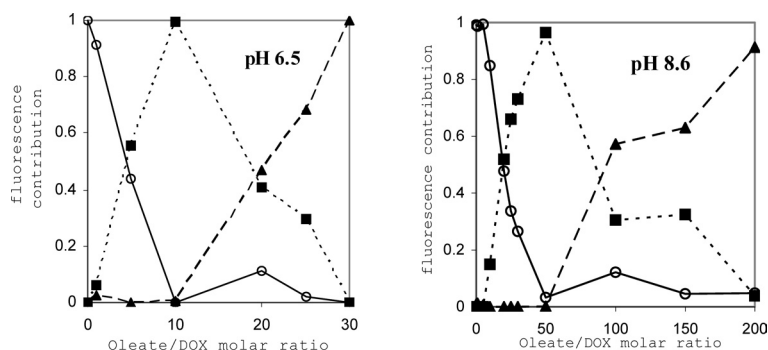 fluorescence
contribution
1
0.8
0.6
0.4
0.2
0
pH 6.5
0 10 20 30
Oleate/DOX molar ratio
fluorescence contribution
1
0.8
0.6
0.4
0.2
0
pH 8.6
0 50 100 150 200
Oleate/DOX molar ratio